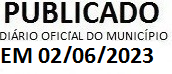 PUBLICADO
DIÁRIO OFICIAL DO MUNICÍPIO
EM 02/06/2023